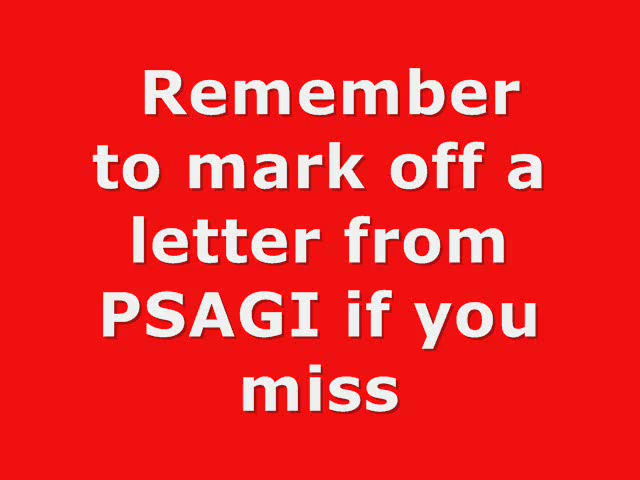 Remember
to mark off a
letter from
PSAGI if you
miss